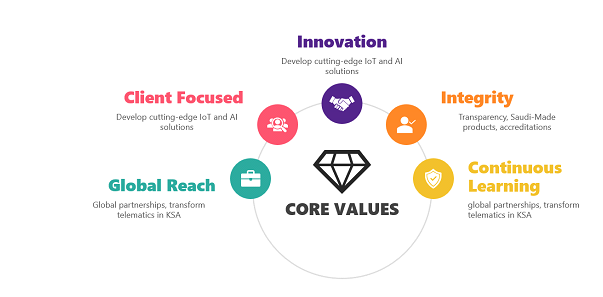 Innovation
Develop cutting-edge IoT and AI
solutions
Client Focused
Develop cutting-edge IoT and AI
solutions
Integrity
Transparency, Saudi-Made
products, accreditations
Global Reach
Global partnerships, transform
telematics in KSA
Continuous
Learning
global partnerships, transform
telematics in KSA
CORE VALUES